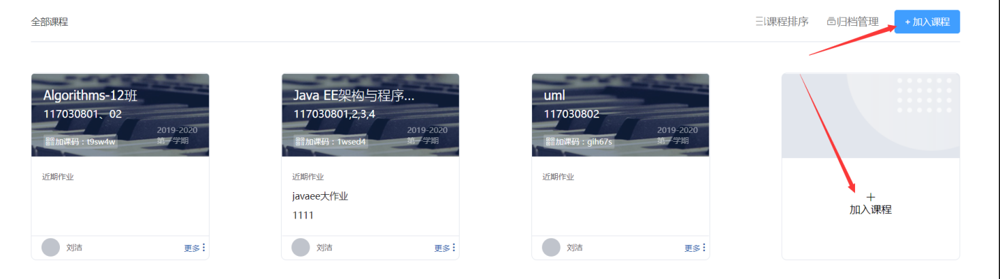 全部课程
课程排序
归档管理
+ 加入课程
Algorithms-12班
117030801、02
2019-2020
第一学期
加课码：t9sw4w
近期作业
刘洁
更多
Java EE架构与程序...
117030801,2,3,4
2019-2020
第一学期
加课码：1wsed4
近期作业
javaee大作业
1111
刘洁
更多
uml
117030802
2019-2020
第一学期
加课码：gih67s
近期作业
刘洁
更多
+
加入课程